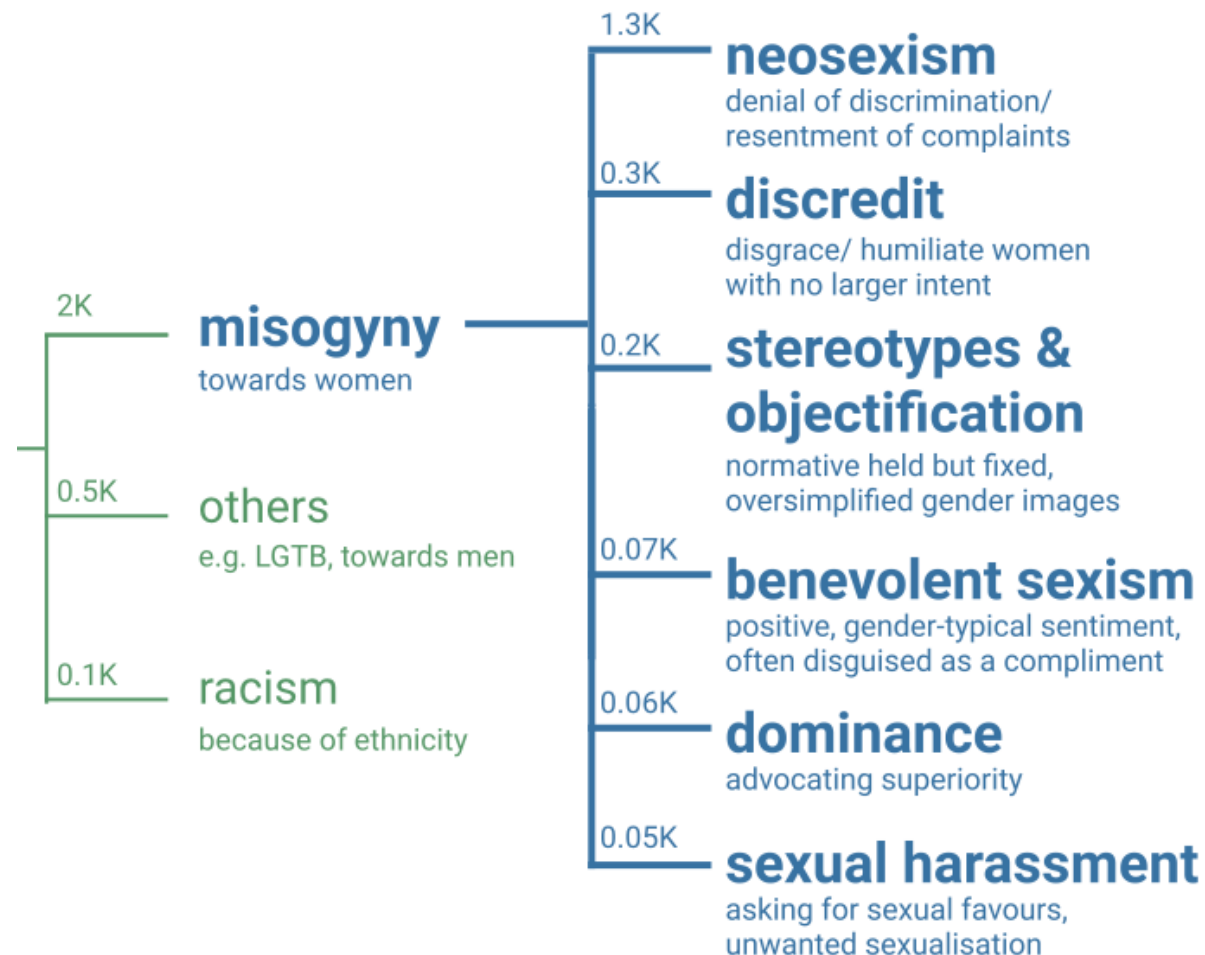 2K
misogyny
towards women
0.5K
others
e.g. LGTB, towards men
0.1K
racism
because of ethnicity
1.3K
neosexism
denial of discrimination/
resentment of complaints
0.3K
discredit
disgrace/ humiliate women
with no larger intent
0.2K
stereotypes &
objectification
normative held but fixed,
oversimplified gender images
0.07K
benevolent sexism
positive, gender-typical sentiment,
often disguised as a compliment
0.06K
dominance
advocating superiority
0.05K
sexual harassment
asking for sexual favours,
unwanted sexualisation